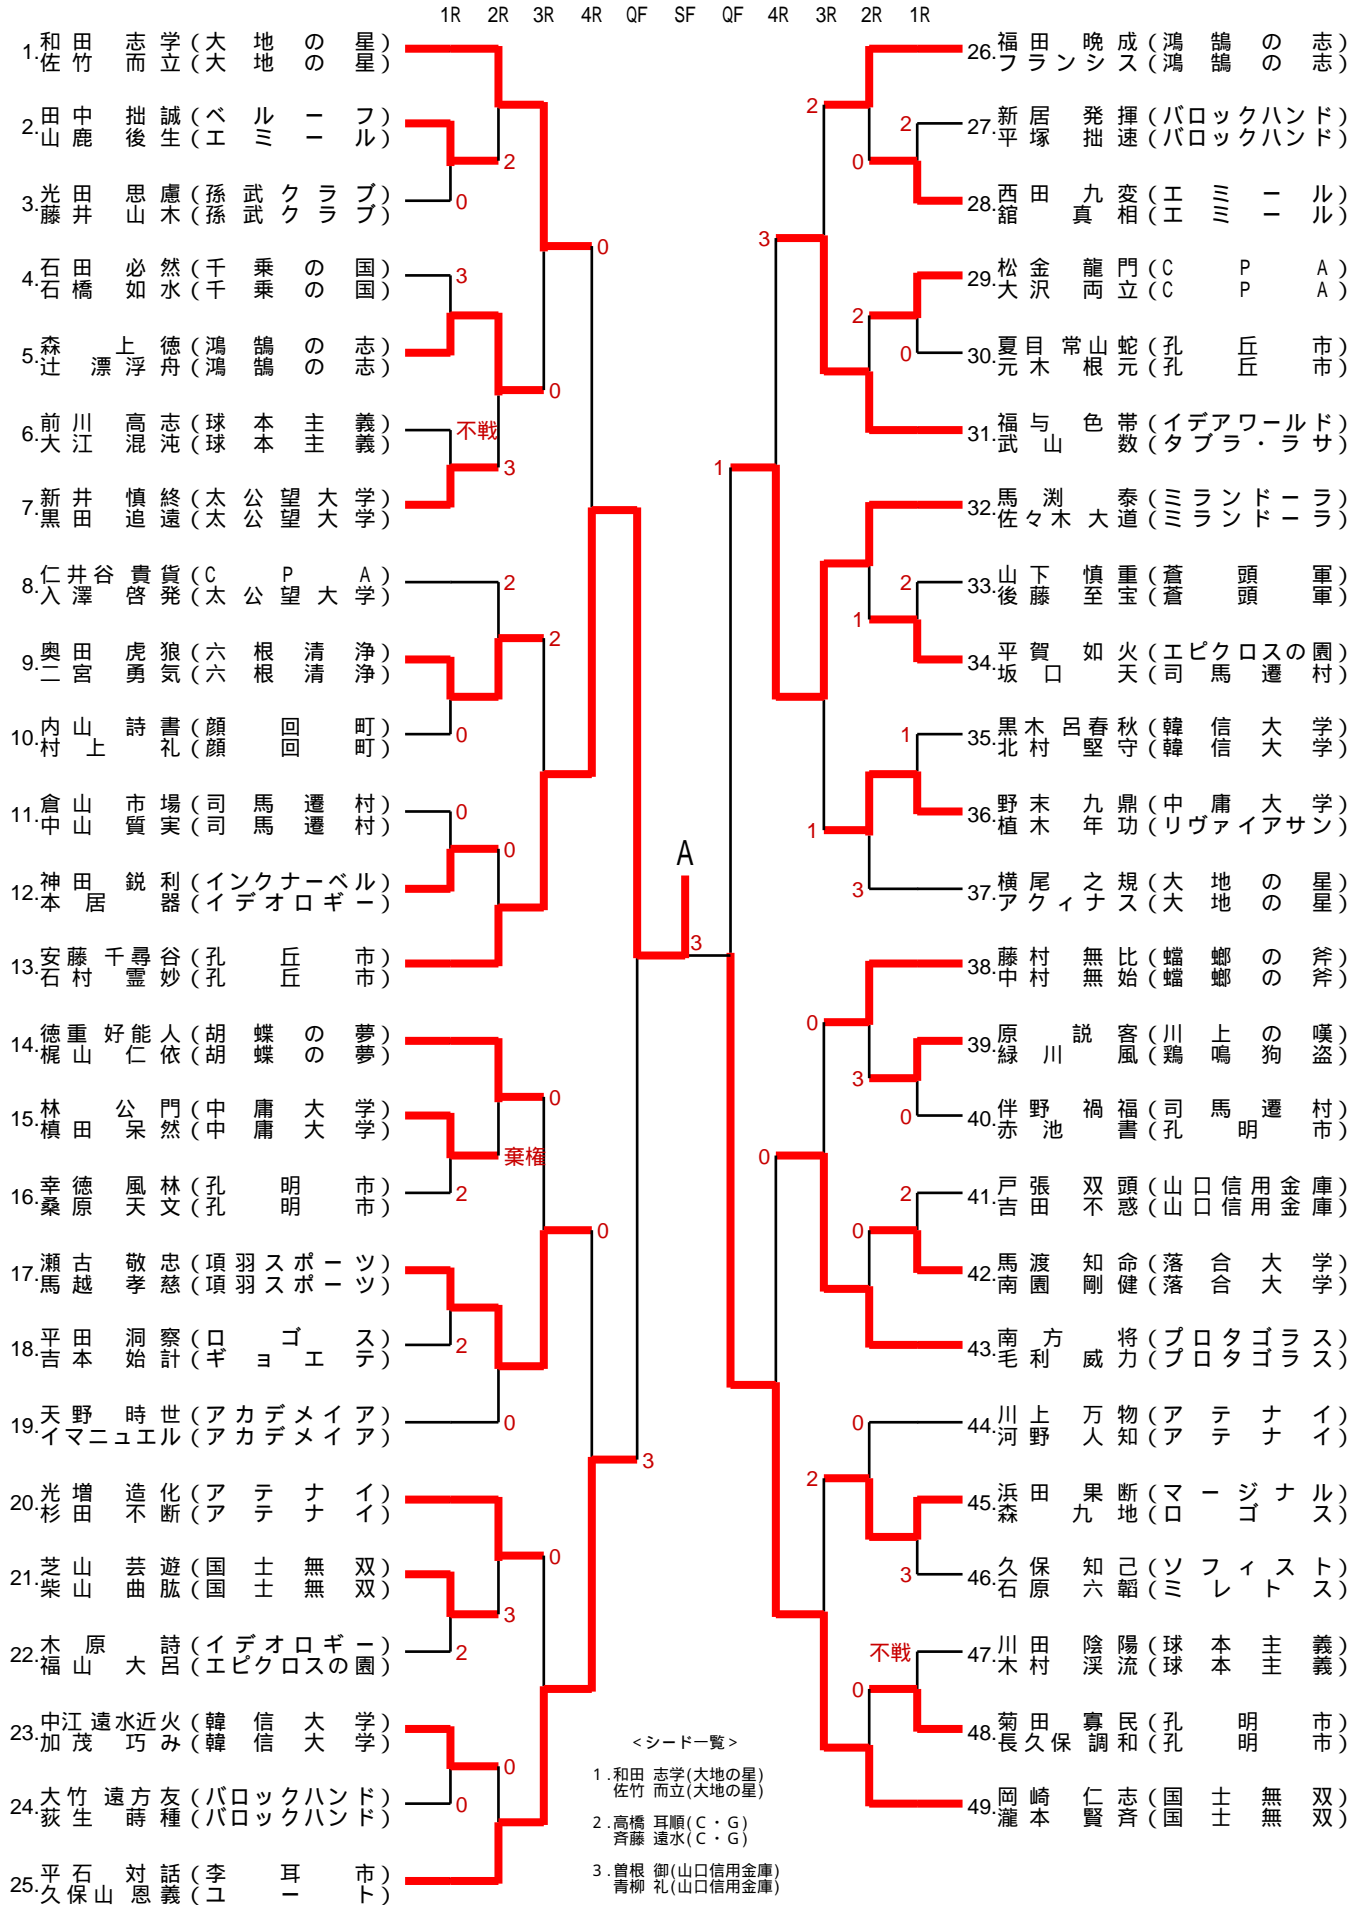 1R 2R 3R 4R QF SF QF 4R 3R 2R 1R
1. 和田 志学 (大地の星)
佐竹 而立 (大地の星)
2. 田中 拙誠 (ベルーフ)
山鹿 後生 (エミール)
3. 光田 思慮 (孫武クラブ)
藤井 山木 (孫武クラブ)
4. 石田 必然 (千乗の国)
石橋 如水 (千乗の国)
5. 森 上徳 (鴻鵠の志)
辻 漂浮舟 (鴻鵠の志)
6. 前川 高志 (球本主義)
大江 混沌 (球本主義)
7. 新井 慎終 (太公望大学)
黒田 追遠 (太公望大学)
8. 仁井谷 貴貨 (CPA)
入澤 啓発 (太公望大学)
9. 奥田 虎狼 (六根清浄)
二宮 勇気 (六根清浄)
10. 内山 詩書 (顔回町)
村上 礼 (顔回町)
11. 倉山 市場 (司馬遷村)
中山 質実 (司馬遷村)
12. 神田 鋭利 (インクナーベル)
本居 器 (イデオロギー)
13. 安藤 千尋谷 (孔丘市)
石村 霊妙 (孔丘市)
14. 徳重 好能人 (胡蝶の夢)
梶山 仁依 (胡蝶の夢)
15. 林 公門 (中庸大学)
槙田 呆然 (中庸大学)
16. 幸徳 風林 (孔明市)
桑原 天文 (孔明市)
17. 瀬古 敬忠 (項羽スポーツ)
馬越 孝慈 (項羽スポーツ)
18. 平田 洞察 (ロゴス)
吉本 始計 (ギョエテ)
19. 天野 時世 (アカデメイア)
イマニュエル (アカデメイア)
20. 光増 造化 (アテナイ)
杉田 不断 (アテナイ)
21. 芝山 芸遊 (国士無双)
柴山 曲肱 (国士無双)
22. 木原 詩 (イデオロギー)
福山 大呂 (エピクロスの園)
23. 中江 遠水近火 (韓信大学)
加茂 巧み (韓信大学)
24. 大竹 遠方友 (バロックハンド)
荻生 蒔種 (バロックハンド)
25. 平石 対話 (李耳市)
久保山 恩義 (ユート)
2
0
3
不戦
3
0
0
2
2
0
0
0
0
棄権
2
0
2
0
0
3
2
0
0
0
3
A
3
<シード一覧>
1.和田 志学(大地の星)
佐竹 而立(大地の星)
2.高橋 耳順(C・G)
斉藤 遠水(C・G)
3.曽根 御(山口信用金庫)
青柳 礼(山口信用金庫)
2
2
0
3
2
0
1
2
1
1
1
3
0
3
0
0
2
0
0
2
3
不戦
0
26. 福田 晩成 (鴻鵠の志)
フランシス (鴻鵠の志)
27. 新居 発揮 (バロックハンド)
平塚 拙速 (バロックハンド)
28. 西田 九変 (エミール)
舘 真相 (エミール)
29. 松金 龍門 (CPA)
大沢 両立 (CPA)
30. 夏目 常山蛇 (孔丘市)
元木 根元 (孔丘市)
31. 福与 色帯 (イデアワールド)
武山 数 (タブラ・ラサ)
32. 馬渕 泰 (ミランドーラ)
佐々木 大道 (ミランドーラ)
33. 山下 慎重 (蒼頭軍)
後藤 至宝 (蒼頭軍)
34. 平賀 如火 (エピクロスの園)
坂口 天 (司馬遷村)
35. 黒木 呂春秋 (韓信大学)
北村 堅守 (韓信大学)
36. 野末 九鼎 (中庸大学)
植木 年功 (リヴァイアサン)
37. 横尾 之規 (大地の星)
アクィナス (大地の星)
38. 藤村 無比 (蟷螂の斧)
中村 無始 (蟷螂の斧)
39. 原 説客 (川上の嘆)
緑川 風 (鶏鳴狗盗)
40. 伴野 禍福 (司馬遷村)
赤池 書 (孔明市)
41. 戸張 双頭 (山口信用金庫)
吉田 不惑 (山口信用金庫)
42. 馬渡 知命 (落合大学)
南園 剛健 (落合大学)
43. 南方 将 (プロタゴラス)
毛利 威力 (プロタゴラス)
44. 川上 万物 (アテナイ)
河野 人知 (アテナイ)
45. 浜田 果断 (マージナル)
森 九地 (ロゴス)
46. 久保 知己 (ソフィスト)
石原 六韜 (ミレトス)
47. 川田 陰陽 (球本主義)
木村 渓流 (球本主義)
48. 菊田 寡民 (孔明市)
長久保 調和 (孔明市)
49. 岡崎 仁志 (国士無双)
瀧本 賢斉 (国士無双)